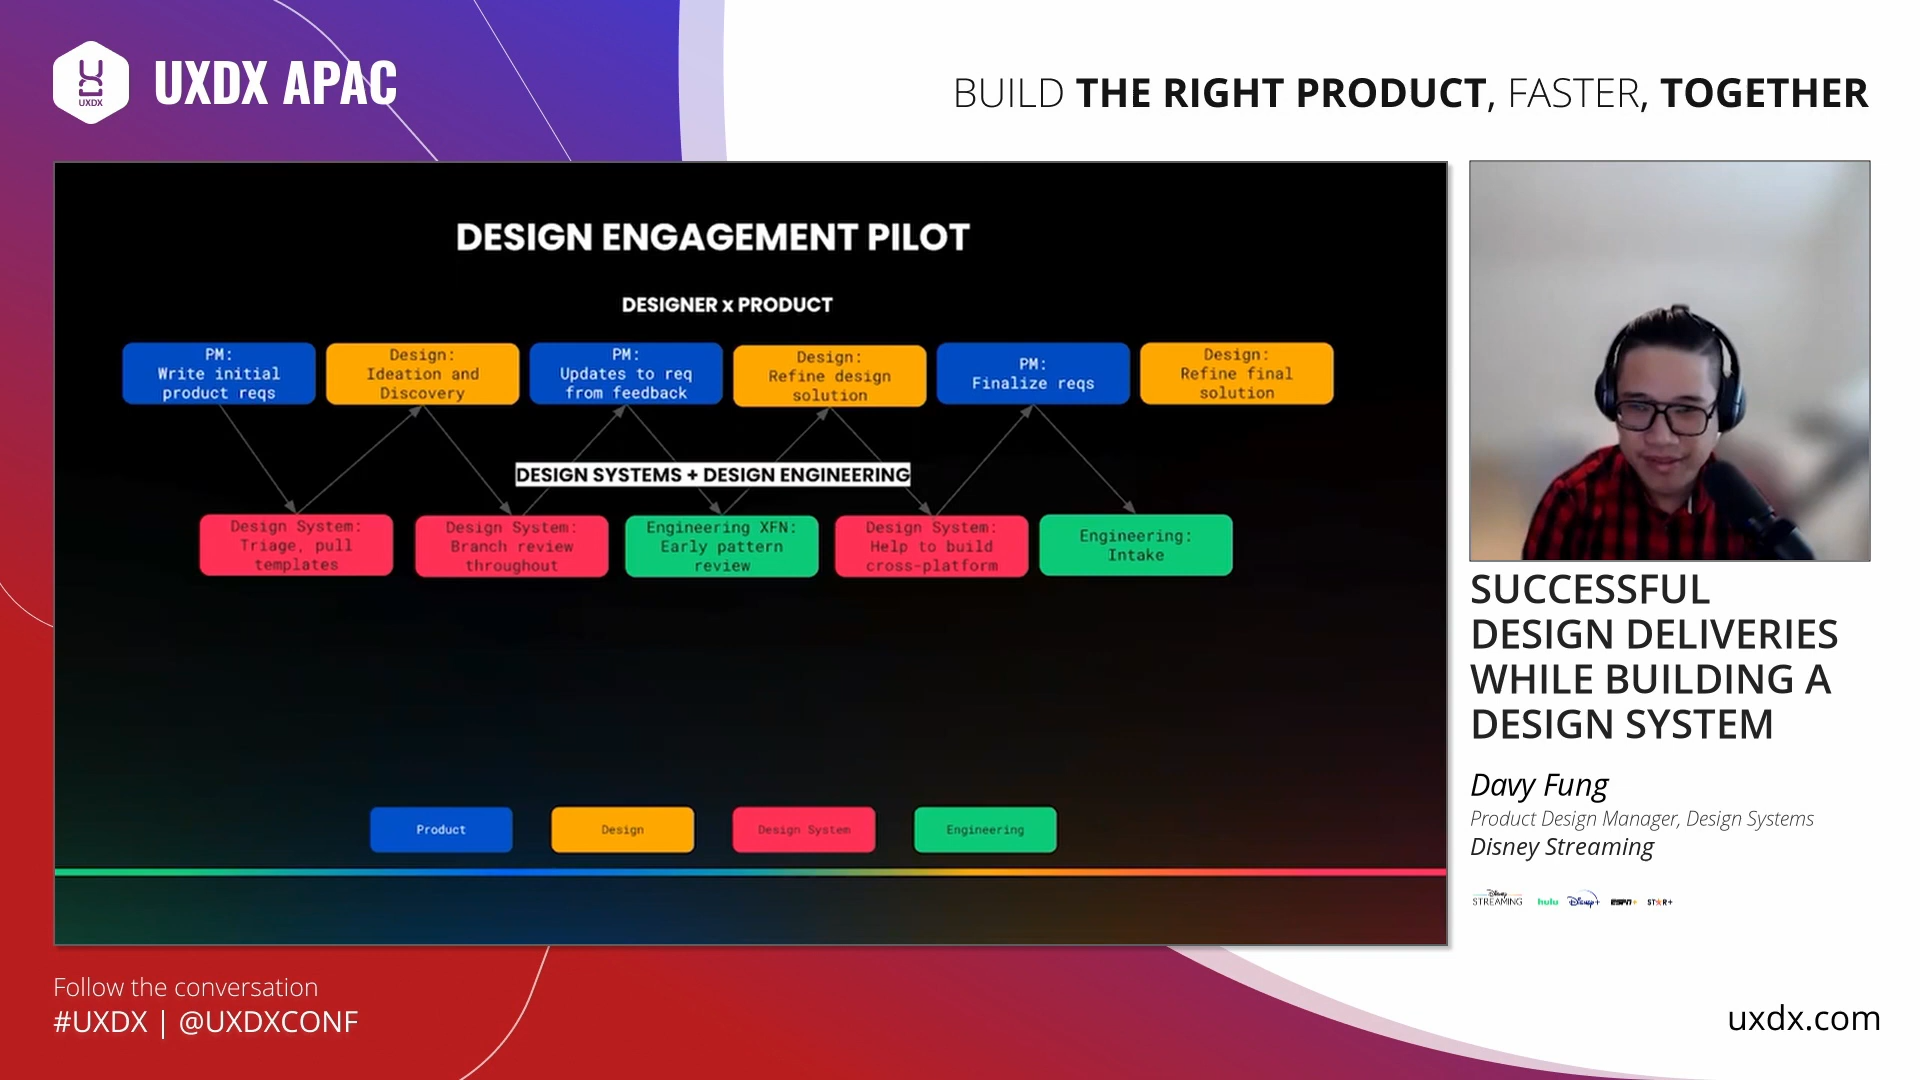 UXDX
UXDX APAC
BUILD THE RIGHT PRODUCT, FASTER, TOGETHER
DESIGN ENGAGEMENT PILOT
DESIGNER x PRODUCT
PM:
Write initial
product reqs
Design:
Ideation and
Discovery
PM:
Updates to req
from feedback
Design:
Refine design
solution
PM:
Finalize reqs
Design:
Refine final
solution
DESIGN SYSTEMS + DESIGN ENGINEERING
Design System:
Triage, pull
templates
Design System:
Branch review
throughout
Engineering XFN:
Early pattern
review
Design System:
Help to build
cross-platform
Engineering:
Intake
Product
Design
Design System
Engineering
SUCCESSFUL
DESIGN DELIVERIES
WHILE BUILDING A
DESIGN SYSTEM
Davy Fung
Product Design Manager, Design Systems
Disney Streaming
Disney
STREAMING
hulu
Disney+
ESPN+
STAR+
Follow the conversation
#UXDX | @UXDXCONF
uxdx.com